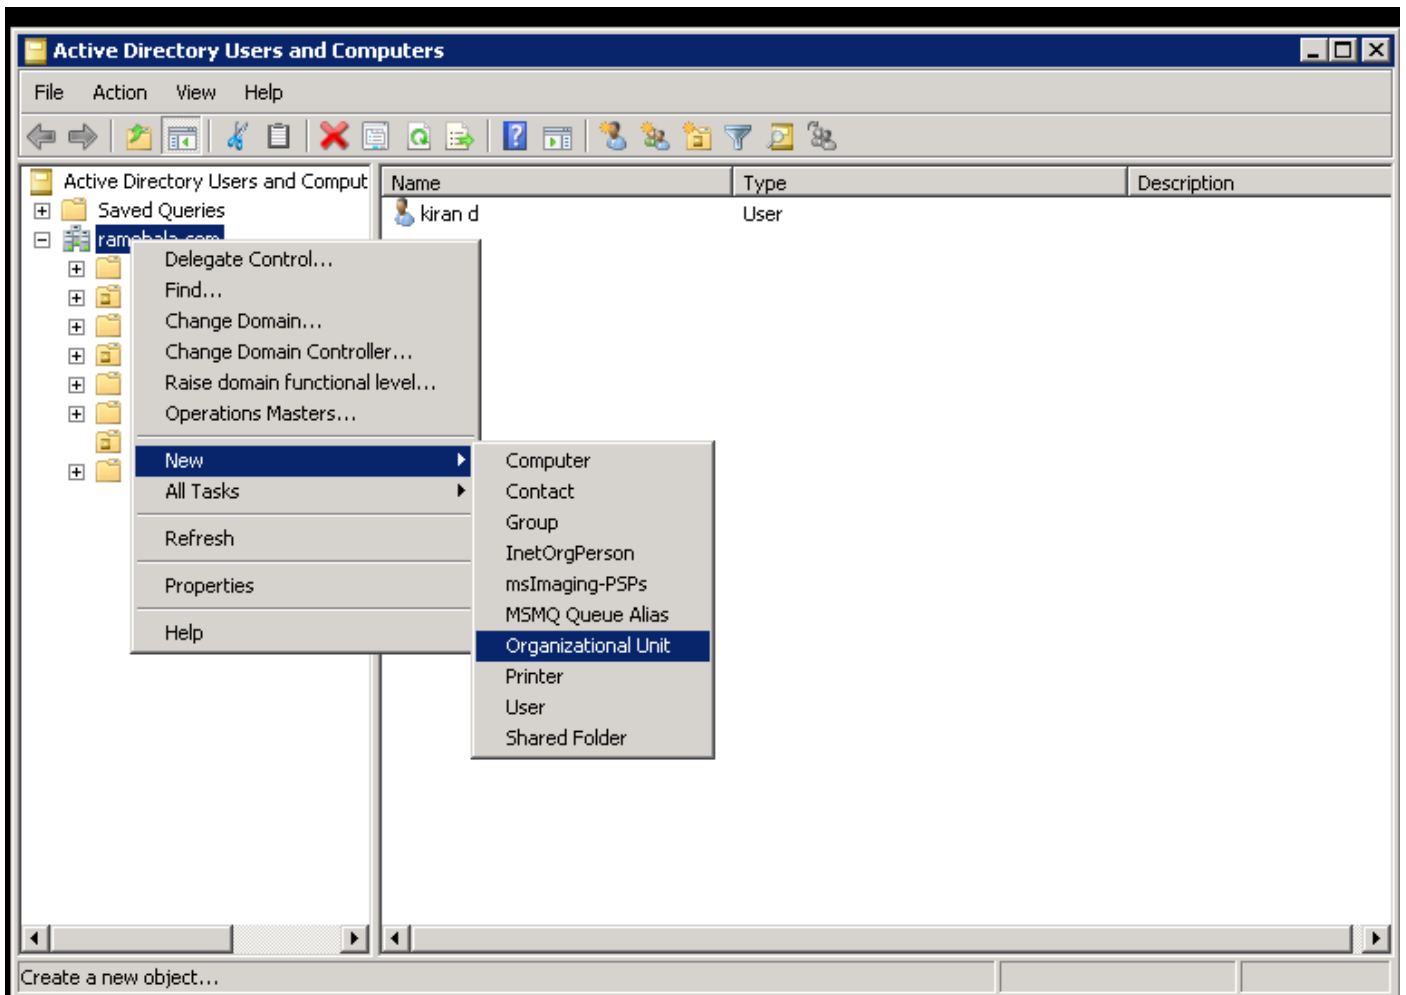 Active Directory Users and Computers
File Action View Help
Active Directory Users and Comput
Name Type Description
Saved Queries
kiran d User
Delegate Control...
Find...
Change Domain...
Change Domain Controller...
Raise domain functional level...
Operations Masters...
New
All Tasks
Refresh
Properties
Help
Computer
Contact
Group
InetOrgPerson
msImaging-PSPs
MSMQ Queue Alias
Organizational Unit
Printer
User
Shared Folder
Create a new object...